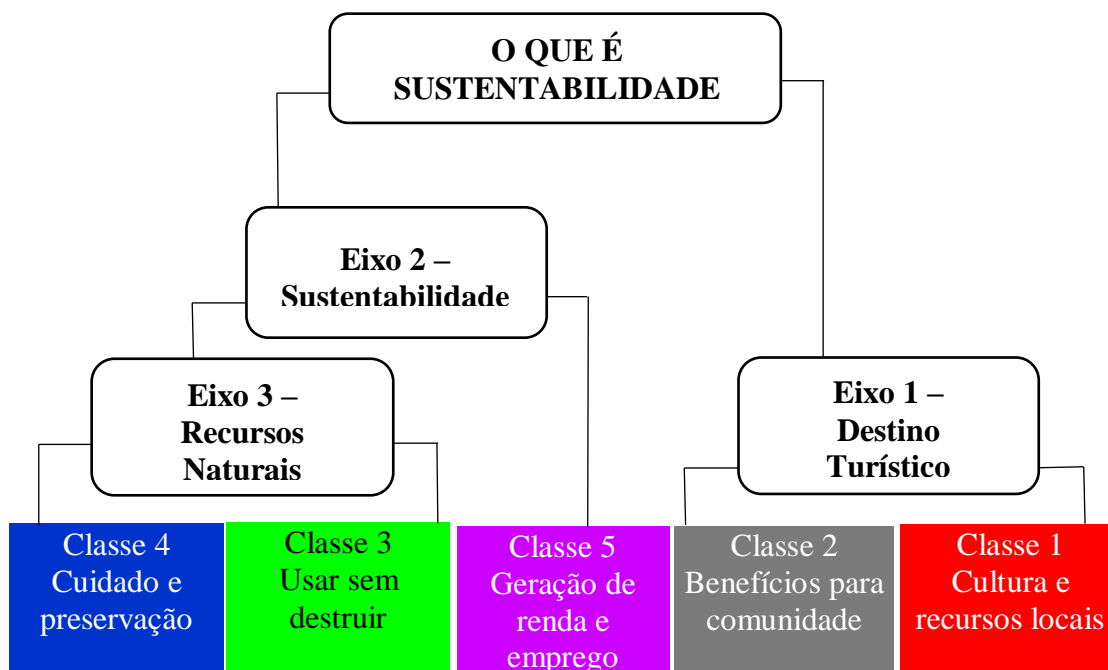 O QUE É
SUSTENTABILIDADE
Eixo 2 –
Sustentabilidade
Eixo 3 –
Recursos
Naturais
Eixo 1 –
Destino
Turístico
Classe 4
Cuidado e
preservação
Classe 3
Usar sem
destruir
Classe 5
Geração de
renda e
emprego
Classe 2
Benefícios para
comunidade
Classe 1
Cultura e
recursos locais